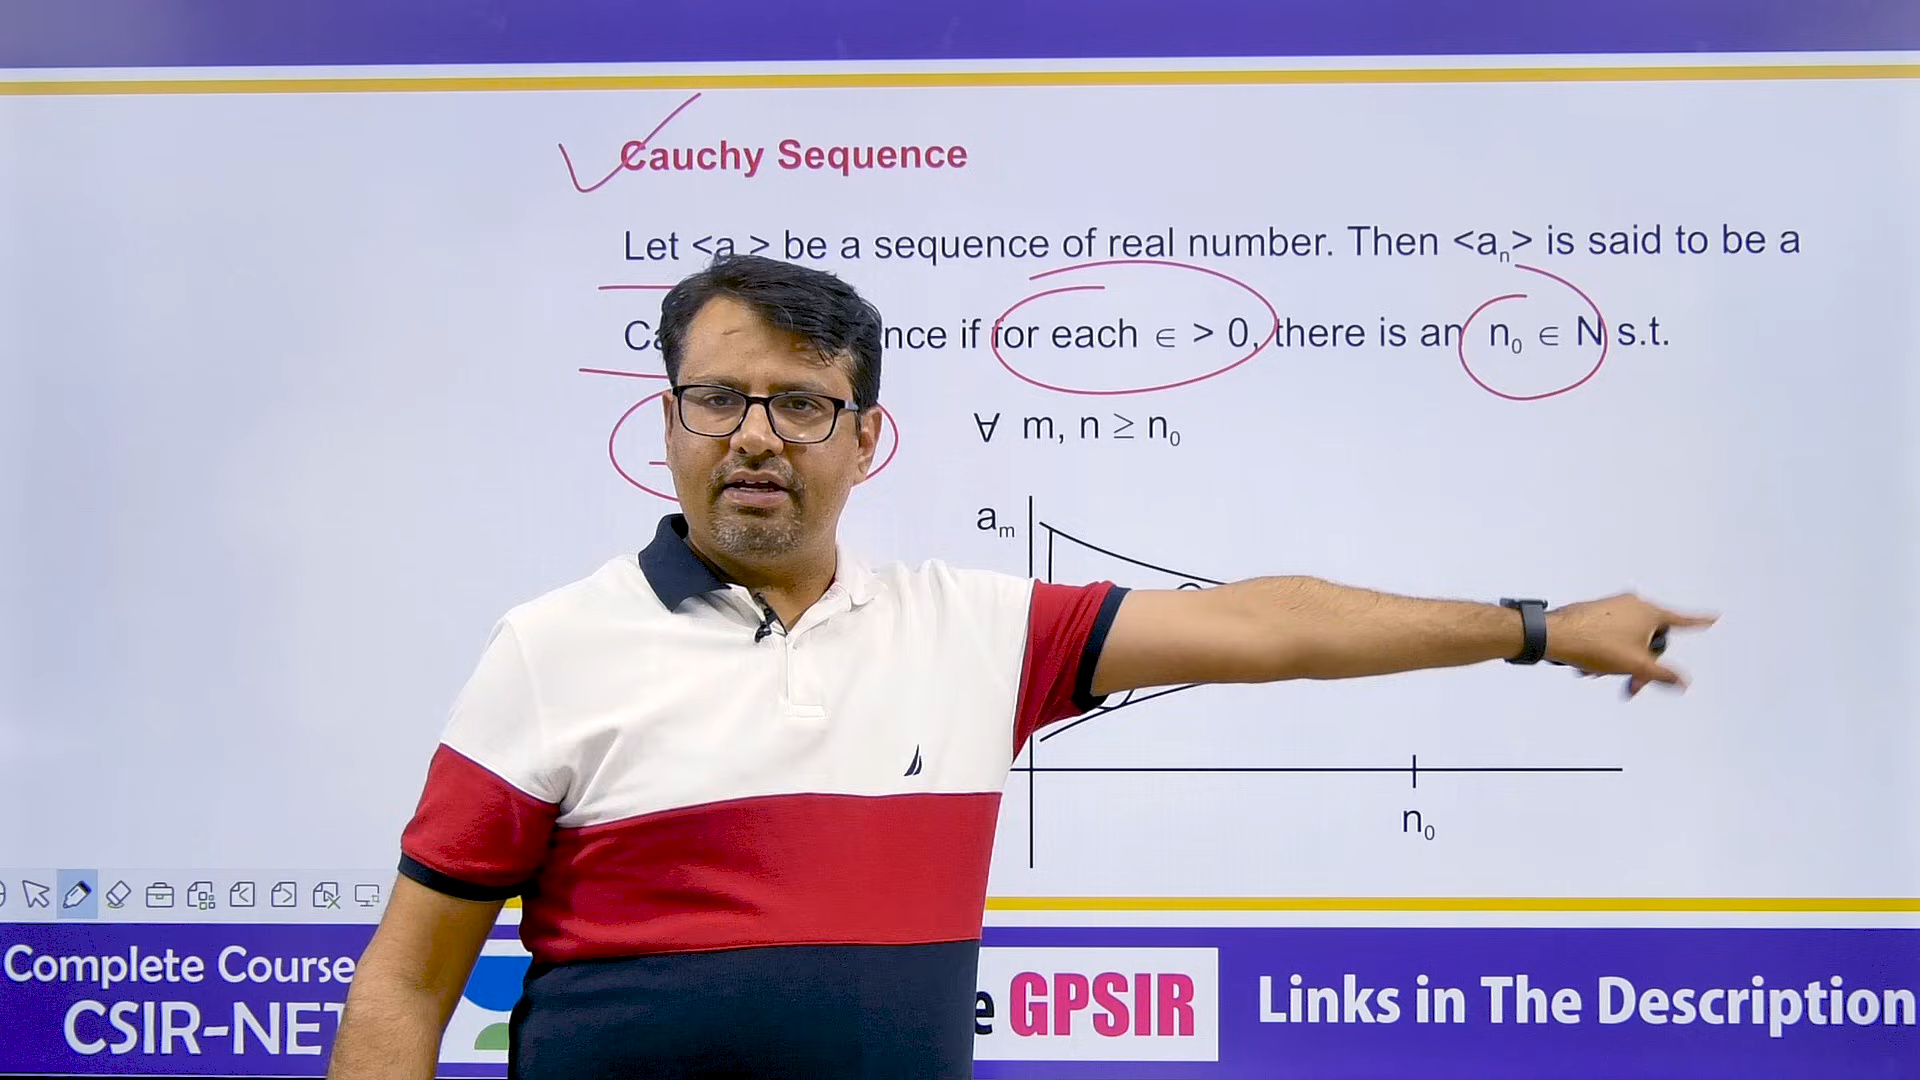 Cauchy Sequence
Let <a > be a sequence of real number. Then <aₙ> is said to be a
nce if for each ∈ > 0, there is an n₀ ∈ N s.t.
∀ m, n ≥ n₀
aₘ
n₀
Complete Course
CSIR-NET
GPSIR
Links in The Description